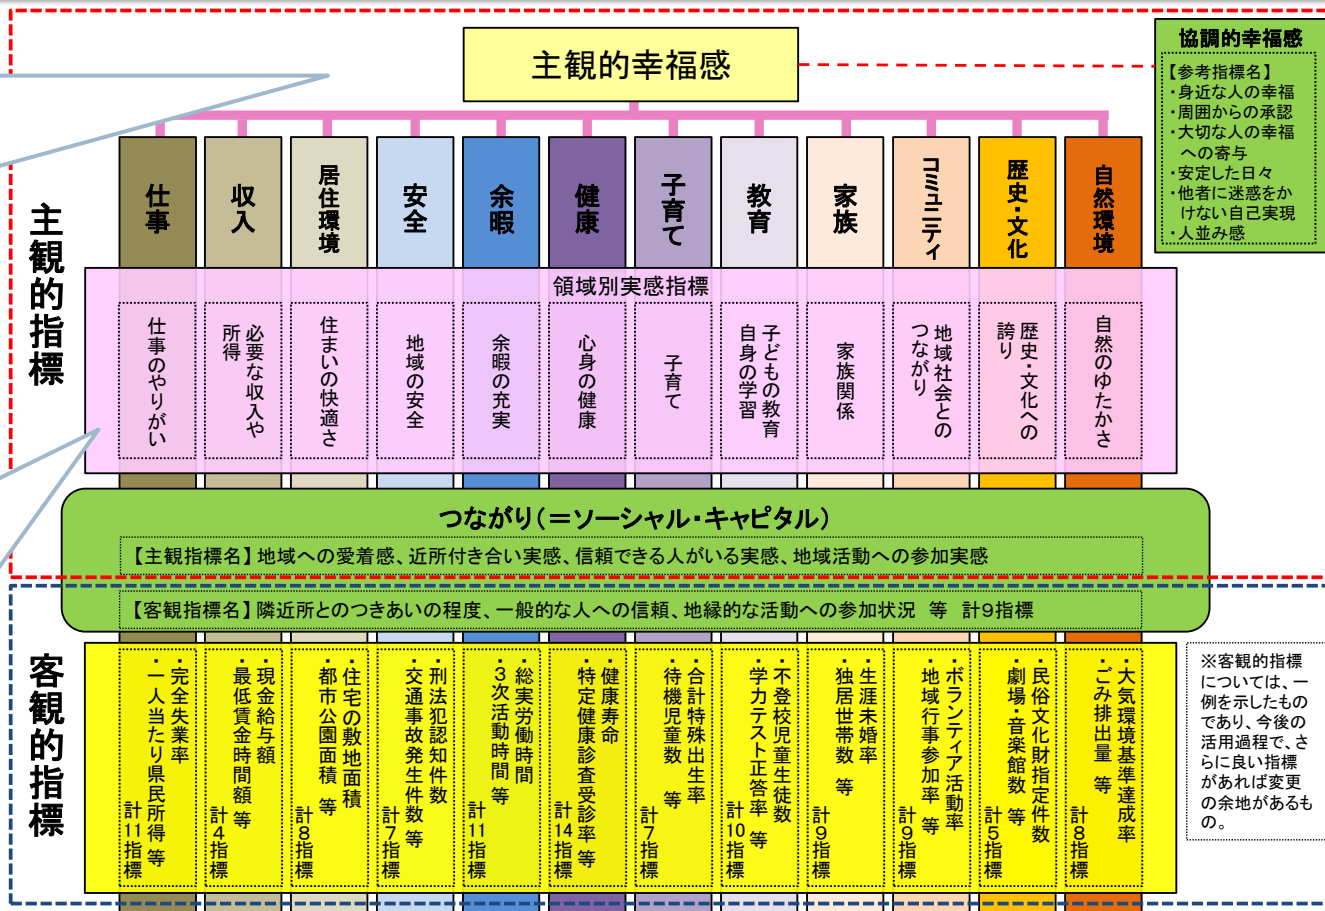 主観的幸福感
協調的幸福感
【参考指標名】
・身近な人の幸福
・周囲からの承認
・大切な人の幸福
への寄与
・安定した日々
・他者に迷惑をか
けない自己実現
・人並み感
主観的指標
仕事
収入
居住環境
安全
余暇
健康
子育て
教育
家族
コミュニティ
歴史・文化
自然環境
領域別実感指標
仕事のやりがい
必要な収入や
所得
住まいの快適さ
地域の安全
余暇の充実
心身の健康
子育て
子どもの教育
自身の学習
家族関係
地域社会との
つながり
歴史・文化への
誇り
自然のゆたかさ
つながり(=ソーシャル・キャピタル)
【主観指標名】地域への愛着感、近所付き合い実感、信頼できる人がいる実感、地域活動への参加実感
【客観指標名】隣近所とのつきあいの程度、一般的な人への信頼、地縁的な活動への参加状況 等 計9指標
客観的指標
・完全失業率
・一人当たり県民所得 等
計11指標
・現金給与額
・最低賃金時間額 等
計4指標
・住宅の敷地面積
・都市公園面積 等
計8指標
・刑法犯認知件数
・交通事故発生件数 等
計7指標
・総実労働時間
・3次活動時間 等
計11指標
・健康寿命
・特定健康診査受診率 等
計14指標
・合計特殊出生率
・待機児童数 等
計7指標
・不登校児童生徒数
・学力テスト正答率 等
計10指標
・生涯未婚率
・独居世帯数 等
計9指標
・ボランティア活動率
・地域行事参加率 等
計9指標
・民俗文化財指定件数
・劇場・音楽館数 等
計5指標
・大気環境基準達成率
・ごみ排出量 等
計8指標
※客観的指標
については、一
例を示したもの
であり、今後の
活用過程で、さ
らに良い指標
があれば変更
の余地があるも
の。